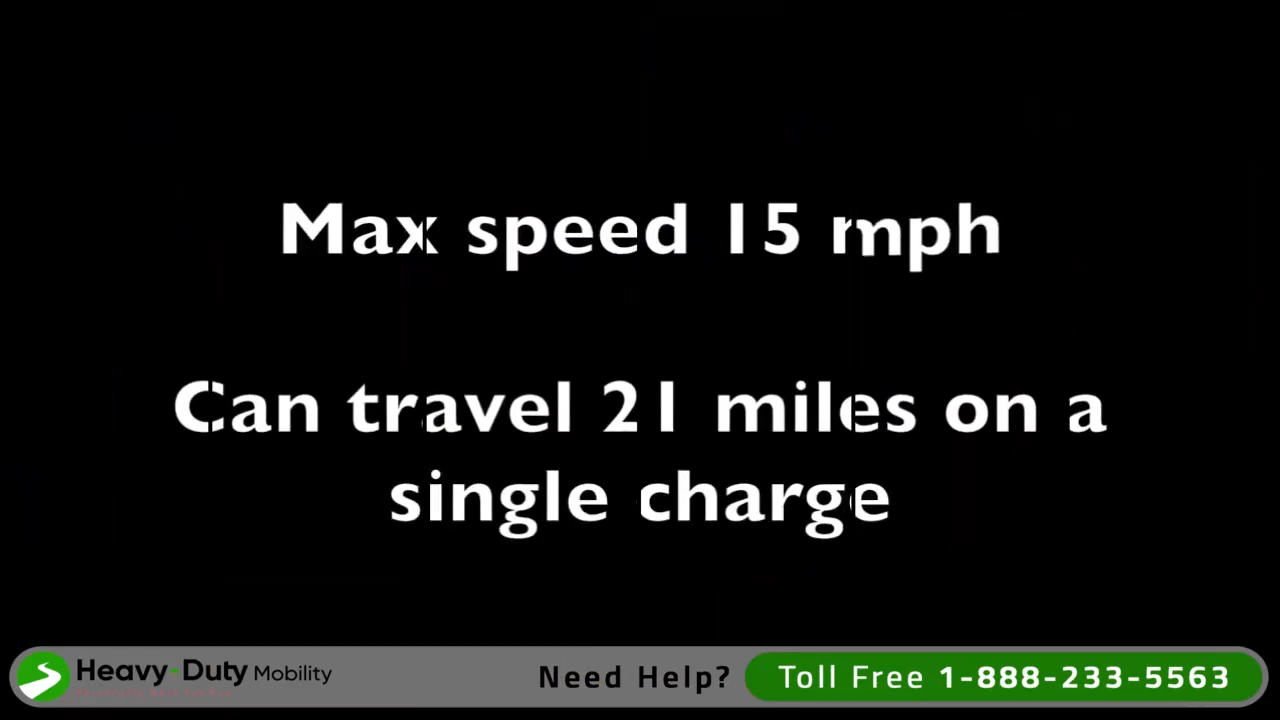 Max speed 15 mph
Can travel 21 miles on a
single charge
Heavy-Duty Mobility
Need Help?
Toll Free 1-888-233-5563